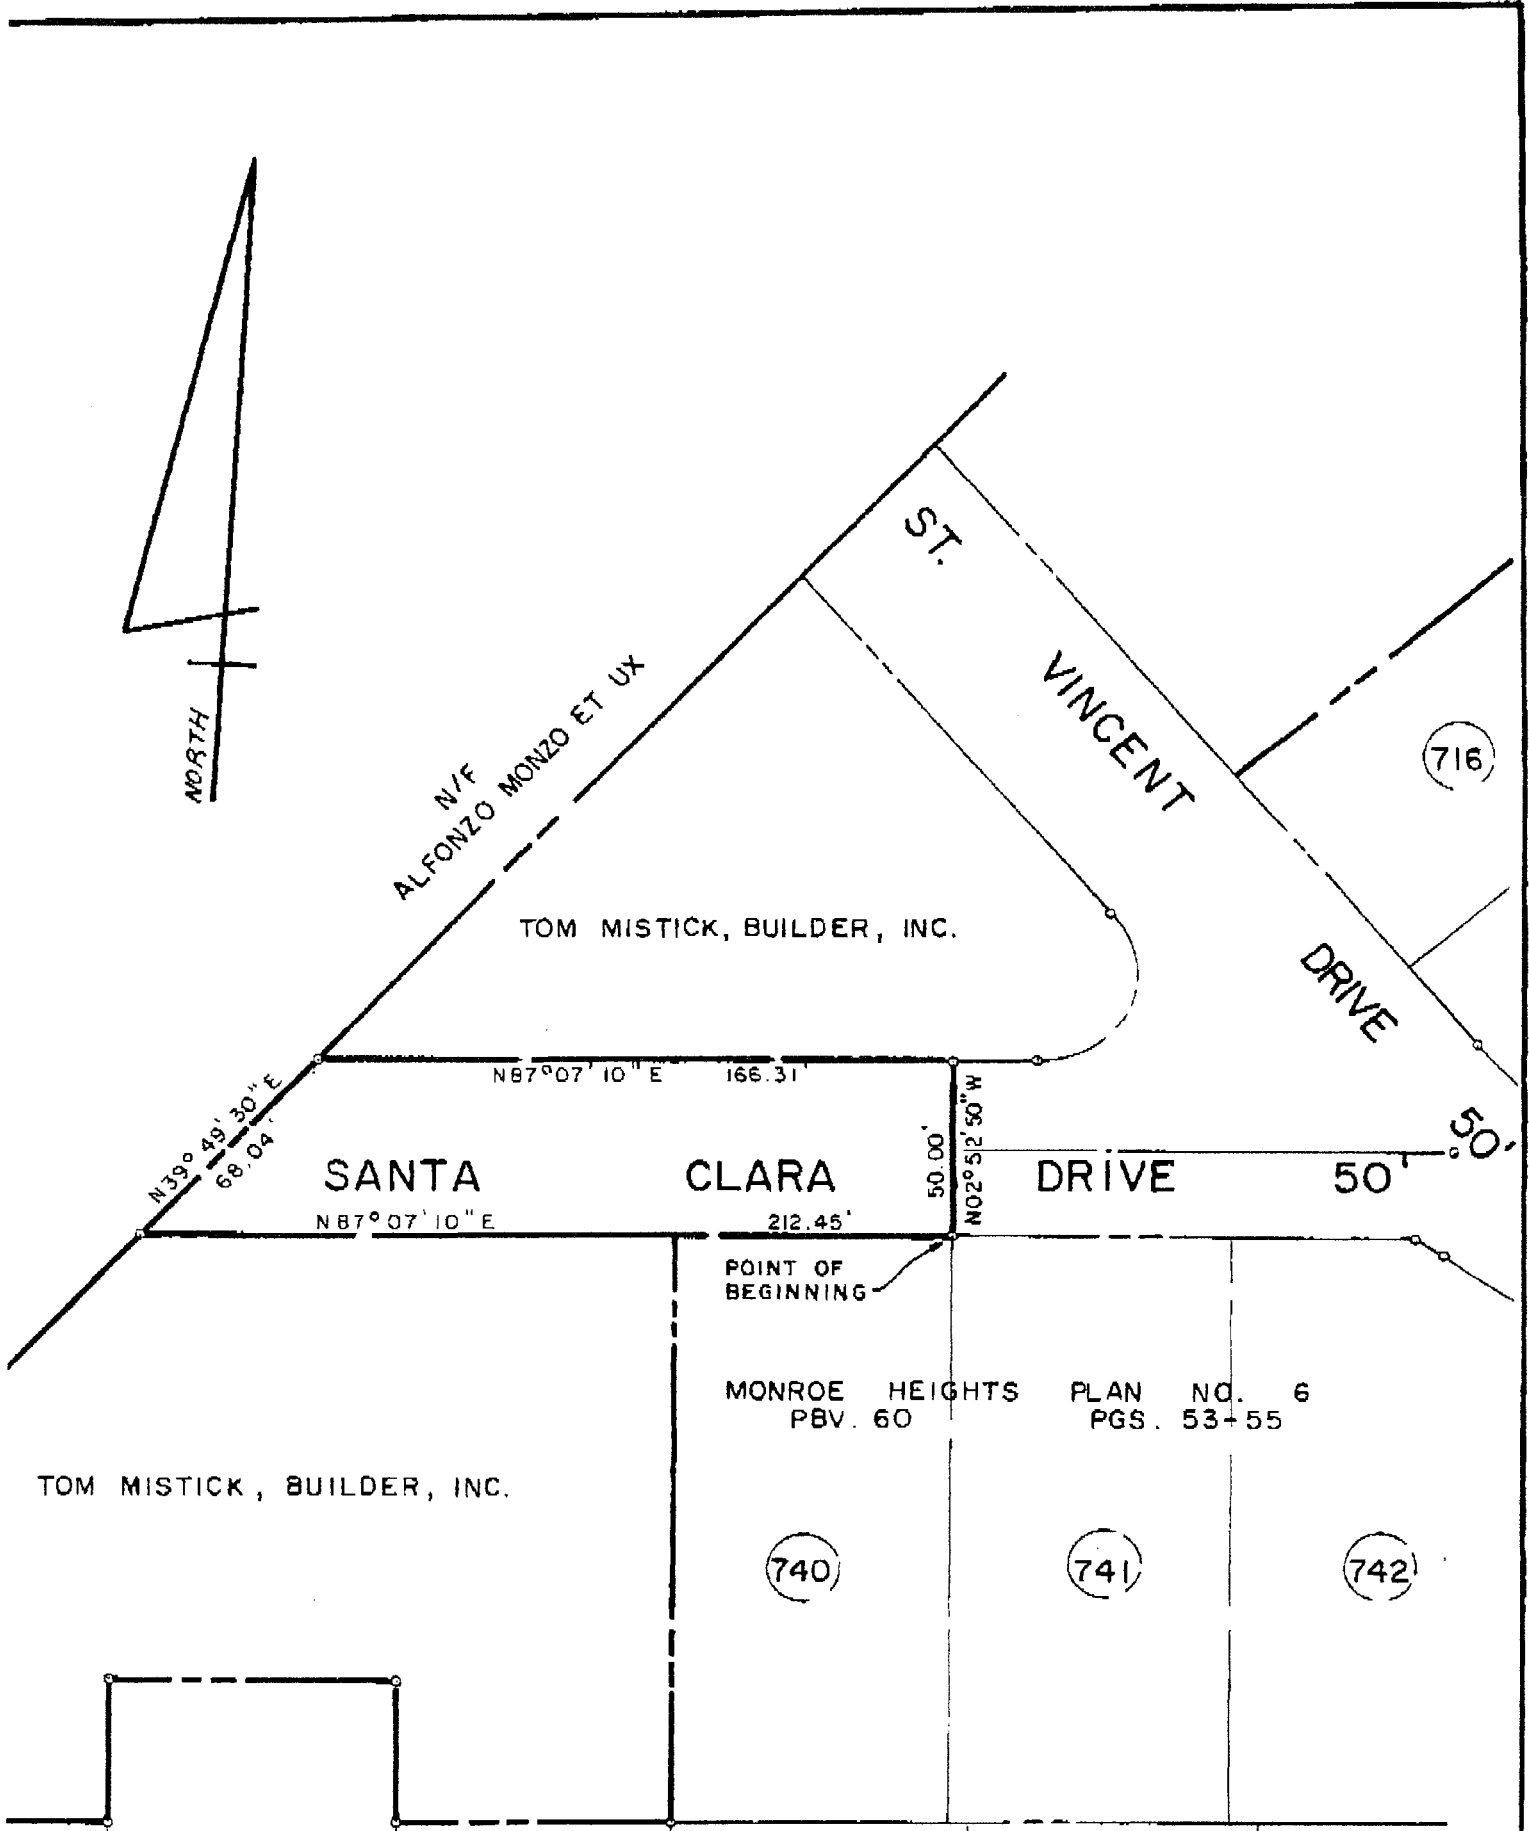 NORTH
ST. VINCENT DRIVE
50'
716
N/F
ALFONZO MONZO ET UX
TOM MISTICK, BUILDER, INC.
N87°07'10"E 166.31'
N39°49'30"E
68.04'
SANTA CLARA DRIVE 50'
50.00'
N02°52'50"W
N87°07'10"E 212.45'
POINT OF
BEGINNING
MONROE HEIGHTS PLAN NO. 6
PBV. 60 PGS. 53-55
TOM MISTICK, BUILDER, INC.
740
741
742